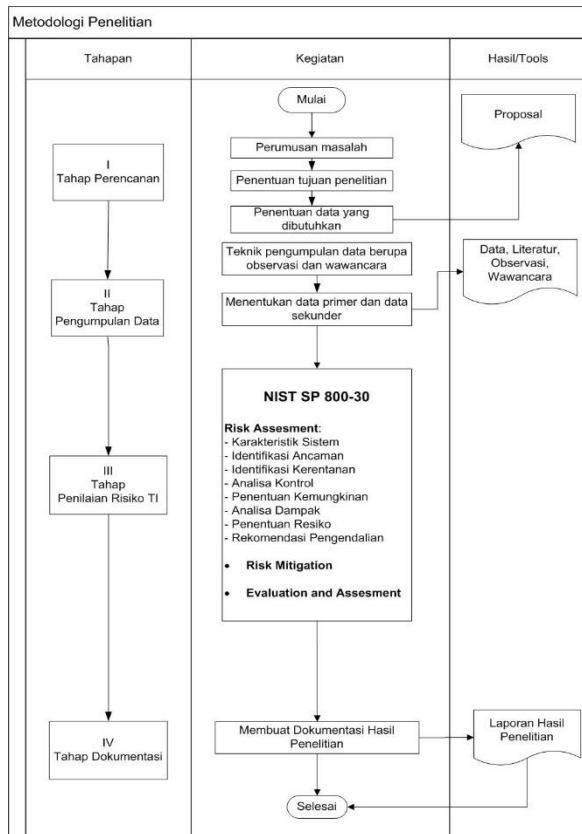 Metodologi Penelitian
Tahapan
Kegiatan
Hasil/Tools
Mulai
Proposal
Perumusan masalah
I
Tahap Perencanan
Penentuan tujuan penelitian
Penentuan data yang
dibutuhkan
Teknik pengumpulan data berupa
observasi dan wawancara
Data, Literatur,
Observasi,
Wawancara
II
Tahap
Pengumpulan Data
Menentukan data primer dan data
sekunder
NIST SP 800-30
Risk Assesment:
- Karakteristik Sistem
- Identifikasi Ancaman
- Identifikasi Kerentanan
- Analisa Kontrol
- Penentuan Kemungkinan
- Analisa Dampak
- Penentuan Resiko
- Rekomendasi Pengendalian
• Risk Mitigation
• Evaluation and Assesment
III
Tahap
Penilaian Risiko TI
IV
Tahap Dokumentasi
Membuat Dokumentasi Hasil
Penelitian
Laporan Hasil
Penelitian
Selesai